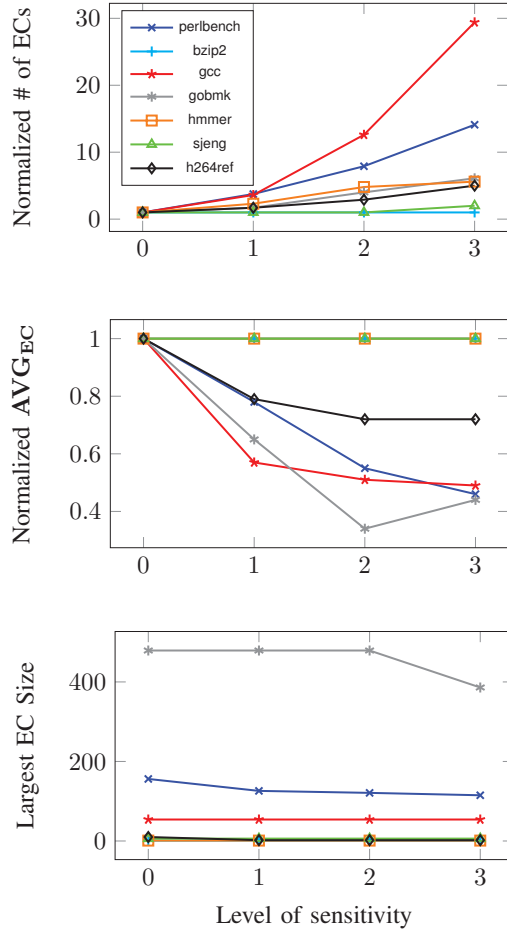 Normalized # of ECs
30
20
10
0
perlbench
bzip2
gcc
gobmk
hmmer
sjeng
h264ref
0 1 2 3
Normalized AVG_EC
1
0.8
0.6
0.4
0 1 2 3
Largest EC Size
400
200
0
0 1 2 3
Level of sensitivity